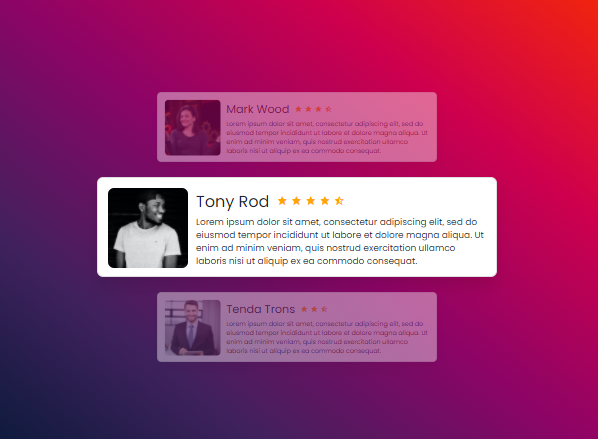 Mark Wood
Lorem ipsum dolor sit amet, consectetur adipiscing elit, sed do
eiusmod tempor incididunt ut labore et dolore magna aliqua. Ut
enim ad minim veniam, quis nostrud exercitation ullamco
laboris nisi ut aliquip ex ea commodo consequat.
Tony Rod
Lorem ipsum dolor sit amet, consectetur adipiscing elit, sed do
eiusmod tempor incididunt ut labore et dolore magna aliqua. Ut
enim ad minim veniam, quis nostrud exercitation ullamco
laboris nisi ut aliquip ex ea commodo consequat.
Tenda Trons
Lorem ipsum dolor sit amet, consectetur adipiscing elit, sed do
eiusmod tempor incididunt ut labore et dolore magna aliqua. Ut
enim ad minim veniam, quis nostrud exercitation ullamco
laboris nisi ut aliquip ex ea commodo consequat.